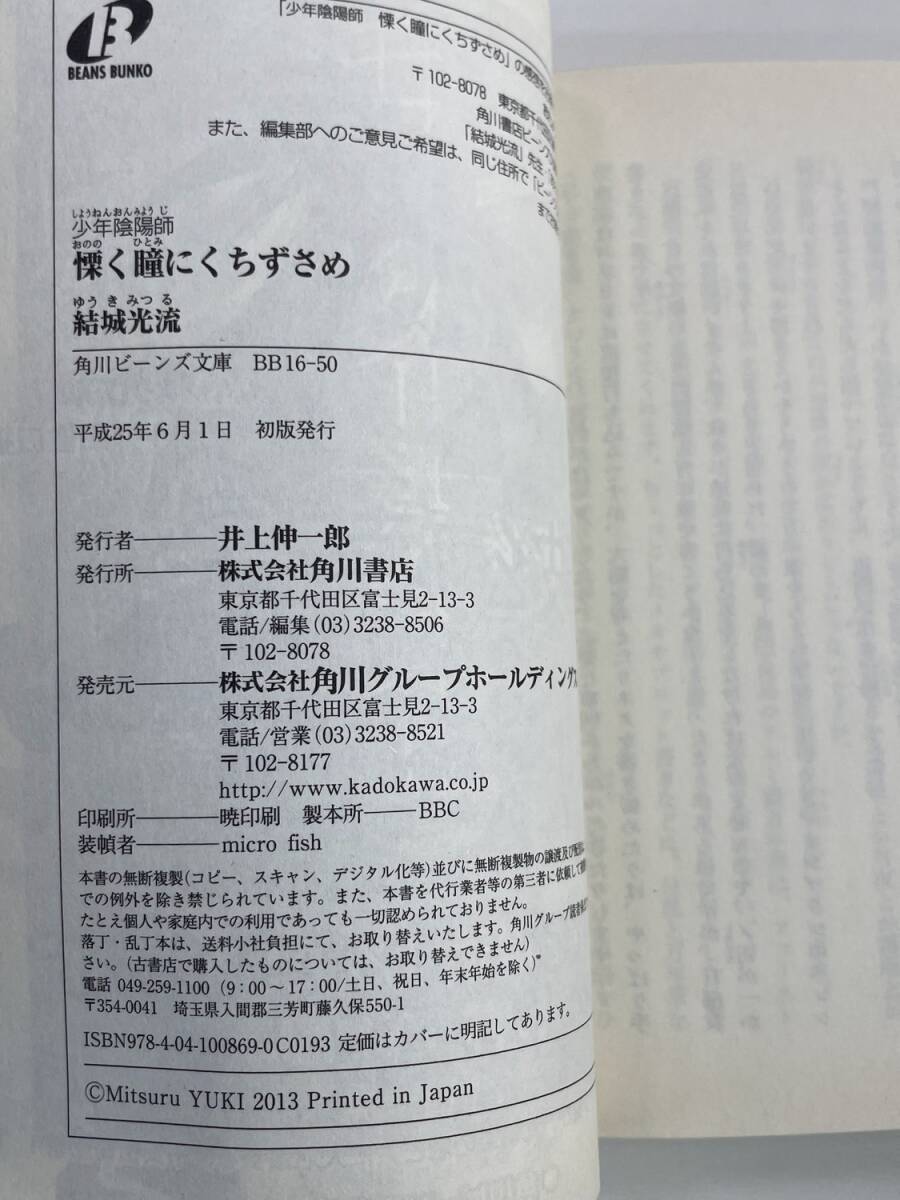 BEANS BUNKO
「少年陰陽師 慄く瞳にくちずさめ」の
〒102-8078 東京都千代
角川書店ビーンズ
「結城光流」先生
また、編集部へのご意見ご希望は、同じ住所で「ビーンズ
まで
しょうねんおんみょうじ
少年陰陽師
おのの ひとみ
慄く瞳にくちずさめ
ゆうきみつる
結城光流
角川ビーンズ文庫 BB16-50
平成25年6月1日 初版発行
発行者――井上伸一郎
発行所――株式会社角川書店
東京都千代田区富士見2-13-3
電話/編集(03)3238-8506
〒102-8078
発売元――株式会社角川グループホールディングス
東京都千代田区富士見2-13-3
電話/営業(03)3238-8521
〒102-8177
http://www.kadokawa.co.jp
印刷所――暁印刷 製本所――BBC
装幀者――micro fish
本書の無断複製(コピー、スキャン、デジタル化等)並びに無断複製物の譲渡及び
での例外を除き禁じられています。また、本書を代行業者等の第三者に依頼して
たとえ個人や家庭内での利用であっても一切認められておりません。
落丁・乱丁本は、送料小社負担にて、お取り替えいたします。角川グループ読者
さい。(古書店で購入したものについては、お取り替えできません)
電話 049-259-1100 (9:00～17:00/土日、祝日、年末年始を除く)
〒354-0041 埼玉県入間郡三芳町藤久保550-1
ISBN978-4-04-100869-0 C0193 定価はカバーに明記してあります。
©Mitsuru YUKI 2013 Printed in Japan